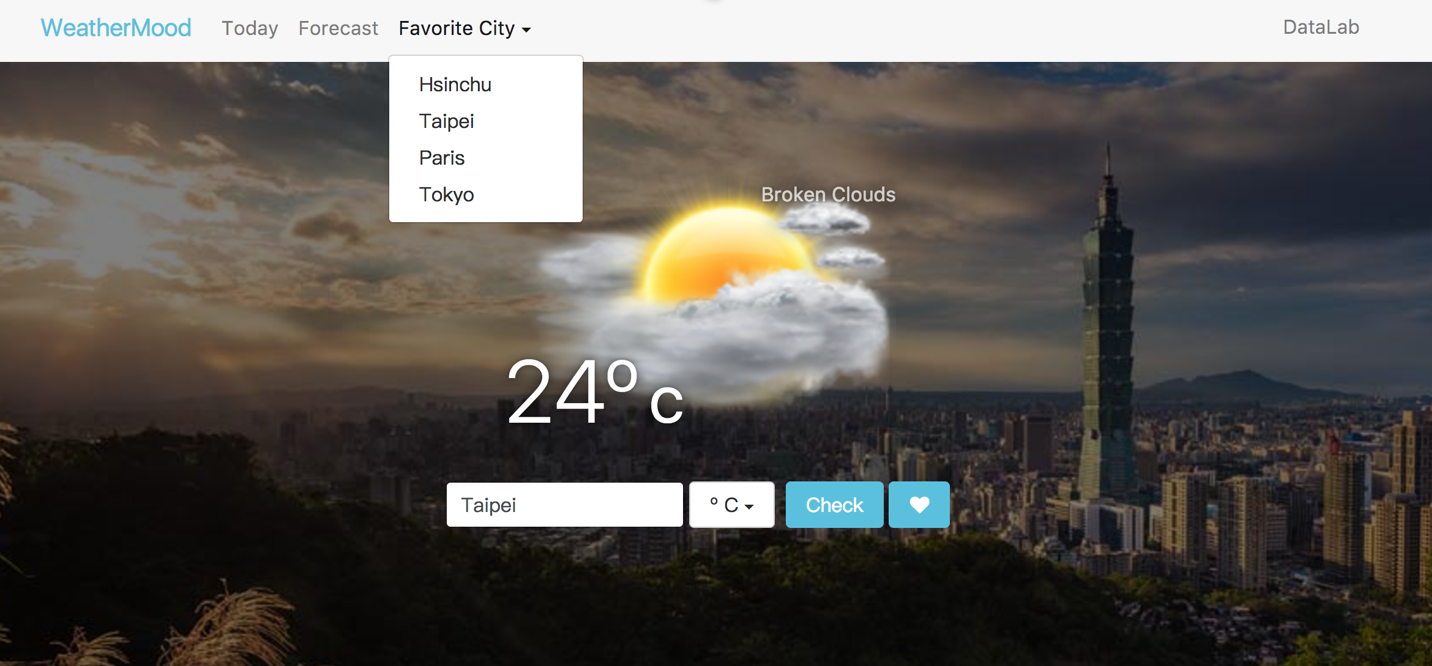 WeatherMood Today Forecast Favorite City DataLab
Hsinchu
Taipei
Paris
Tokyo
Broken Clouds
24° c
Taipei ° C Check